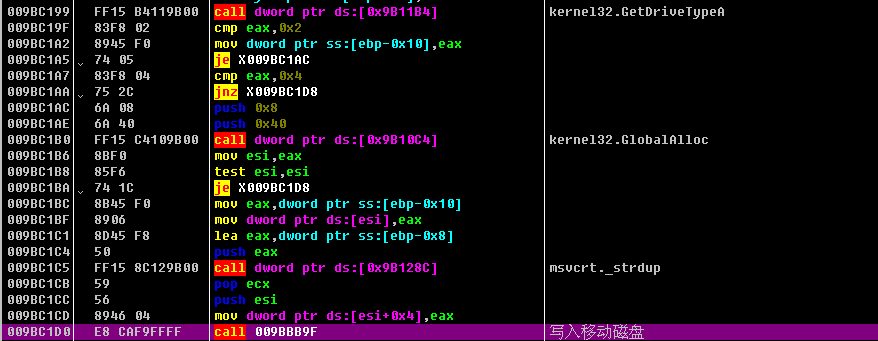 009BC199 FF15 B4119B00 call dword ptr ds:[0x9B11B4] kernel32.GetDriveTypeA
009BC19F 83F8 02 cmp eax,0x2
009BC1A2 8945 F0 mov dword ptr ss:[ebp-0x10],eax
009BC1A5 74 05 je X009BC1AC
009BC1A7 83F8 04 cmp eax,0x4
009BC1AA 75 2C jnz X009BC1D8
009BC1AC 6A 08 push 0x8
009BC1AE 6A 40 push 0x40
009BC1B0 FF15 C4109B00 call dword ptr ds:[0x9B10C4] kernel32.GlobalAlloc
009BC1B6 8BF0 mov esi,eax
009BC1B8 85F6 test esi,esi
009BC1BA 74 1C je X009BC1D8
009BC1BC 8B45 F0 mov eax,dword ptr ss:[ebp-0x10]
009BC1BF 8906 mov dword ptr ds:[esi],eax
009BC1C1 8D45 F8 lea eax,dword ptr ss:[ebp-0x8]
009BC1C4 50 push eax
009BC1C5 FF15 8C129B00 call dword ptr ds:[0x9B128C] msvcrt._strdup
009BC1CB 59 pop ecx
009BC1CC 56 push esi
009BC1CD 8946 04 mov dword ptr ds:[esi+0x4],eax
009BC1D0 E8 CAF9FFFF call 009BBB9F 写入移动磁盘